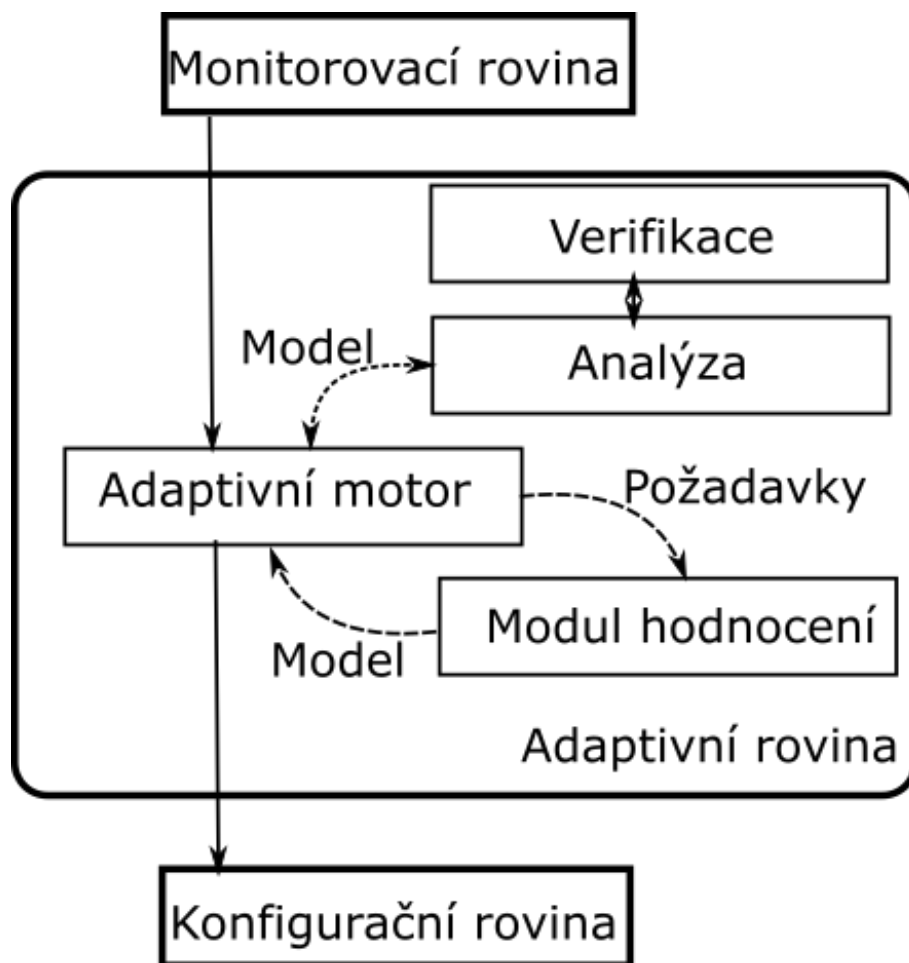 Monitorovací rovina
Verifikace
Model
Analýza
Adaptivní motor
Požadavky
Modul hodnocení
Model
Adaptivní rovina
Konfigurační rovina